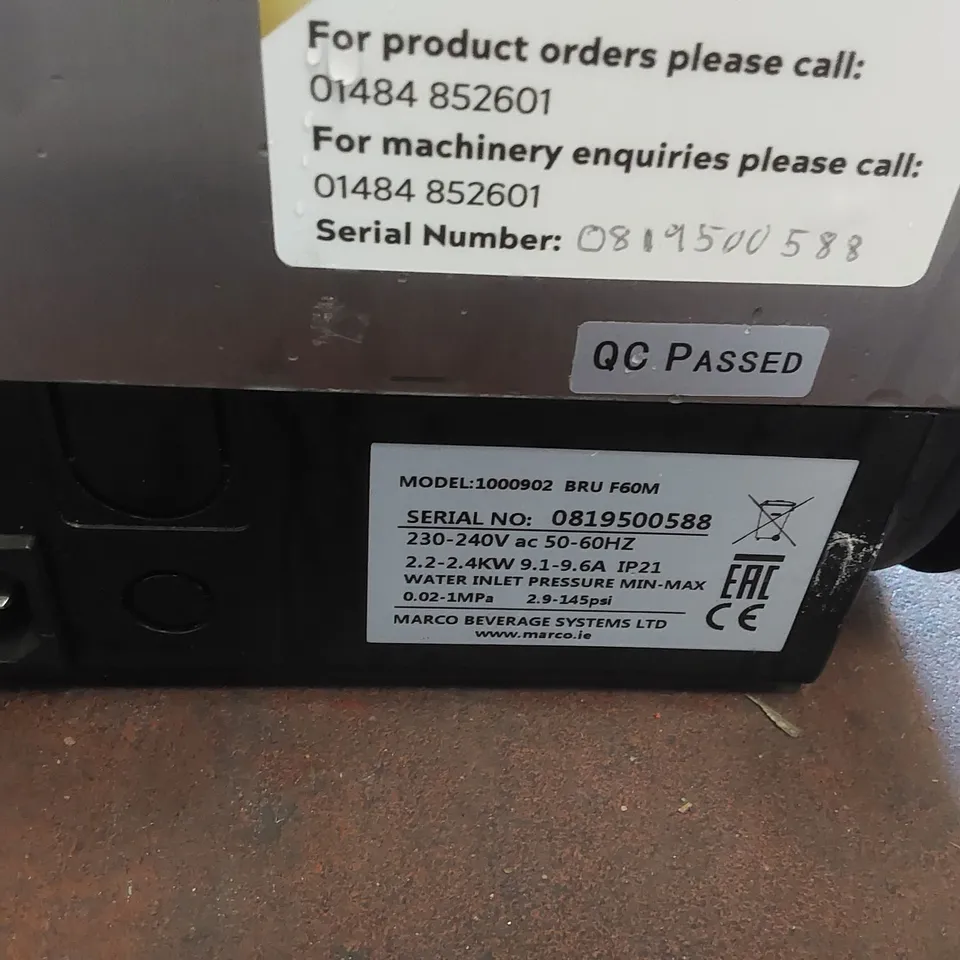 For product orders please call:
01484 852601
For machinery enquiries please call:
01484 852601
Serial Number: 0819500588
QC PASSED
MODEL:1000902 BRU F60M
SERIAL NO: 0819500588
230-240V ac 50-60HZ
2.2-2.4KW 9.1-9.6A IP21
WATER INLET PRESSURE MIN-MAX
0.02-1MPa 2.9-145psi
MARCO BEVERAGE SYSTEMS LTD
www.marco.ie
EAC
CE